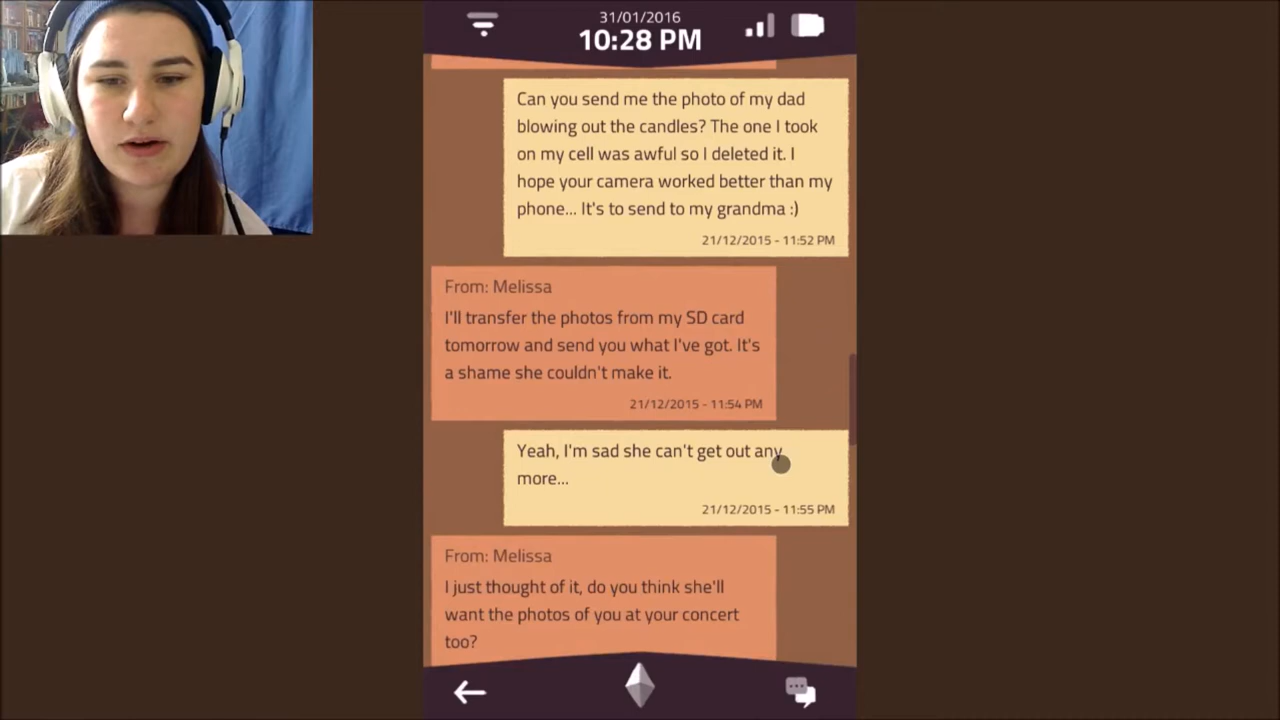 31/01/2016
10:28 PM
Can you send me the photo of my dad
blowing out the candles? The one I took
on my cell was awful so I deleted it. I
hope your camera worked better than my
phone... It's to send to my grandma :)
21/12/2015 - 11:52 PM
From: Melissa
I'll transfer the photos from my SD card
tomorrow and send you what I've got. It's
a shame she couldn't make it.
21/12/2015 - 11:54 PM
Yeah, I'm sad she can't get out any
more...
21/12/2015 - 11:55 PM
From: Melissa
I just thought of it, do you think she'll
want the photos of you at your concert
too?